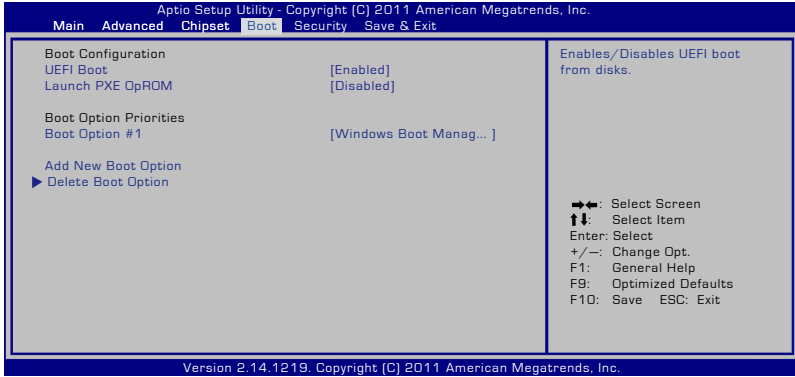 Aptio Setup Utility - Copyright (C) 2011 American Megatrends, Inc.
Main Advanced Chipset Boot Security Save & Exit
Boot Configuration
UEFI Boot [Enabled]
Launch PXE OpROM [Disabled]
Boot Option Priorities
Boot Option #1 [Windows Boot Manag... ]
Add New Boot Option
Delete Boot Option
Enables/Disables UEFI boot
from disks.
➡⬅: Select Screen
⬆⬇: Select Item
Enter: Select
+/—: Change Opt.
F1: General Help
F9: Optimized Defaults
F10: Save ESC: Exit
Version 2.14.1219. Copyright (C) 2011 American Megatrends, Inc.